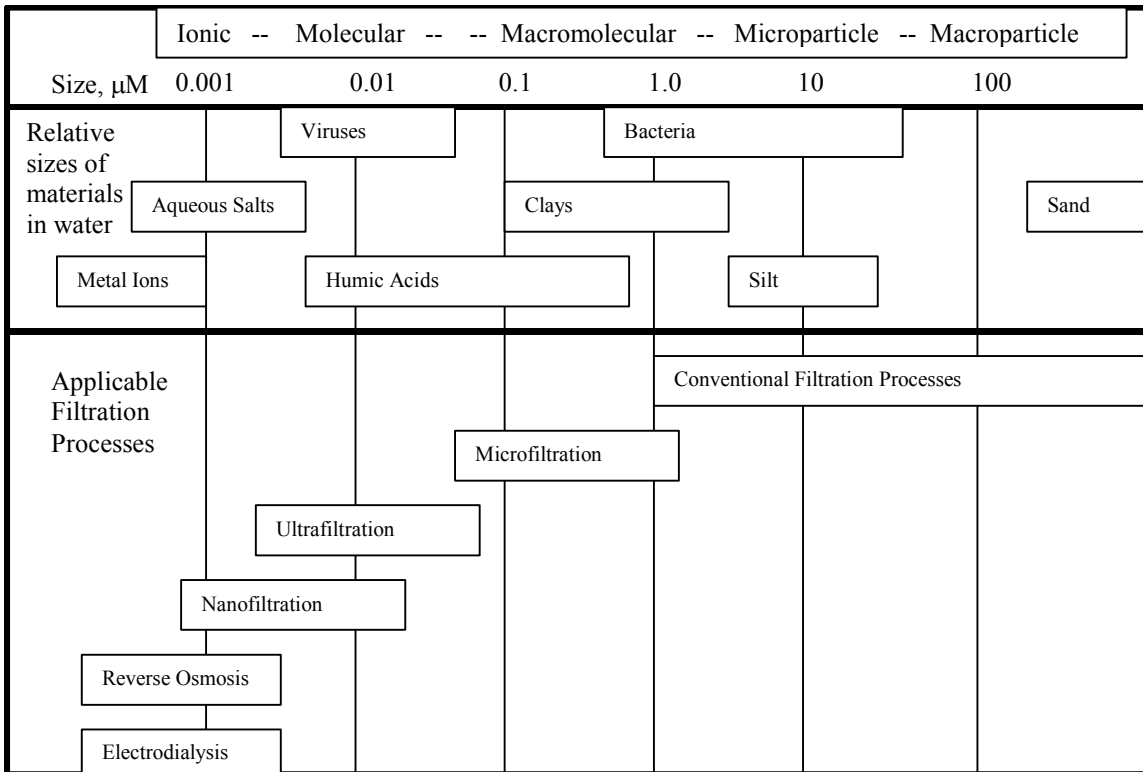 Ionic -- Molecular -- -- Macromolecular -- Microparticle -- Macroparticle
Size, μM 0.001 0.01 0.1 1.0 10 100
Relative
sizes of
materials
in water
Viruses
Bacteria
Aqueous Salts
Clays
Sand
Metal Ions
Humic Acids
Silt
Applicable
Filtration
Processes
Conventional Filtration Processes
Microfiltration
Ultrafiltration
Nanofiltration
Reverse Osmosis
Electrodialysis